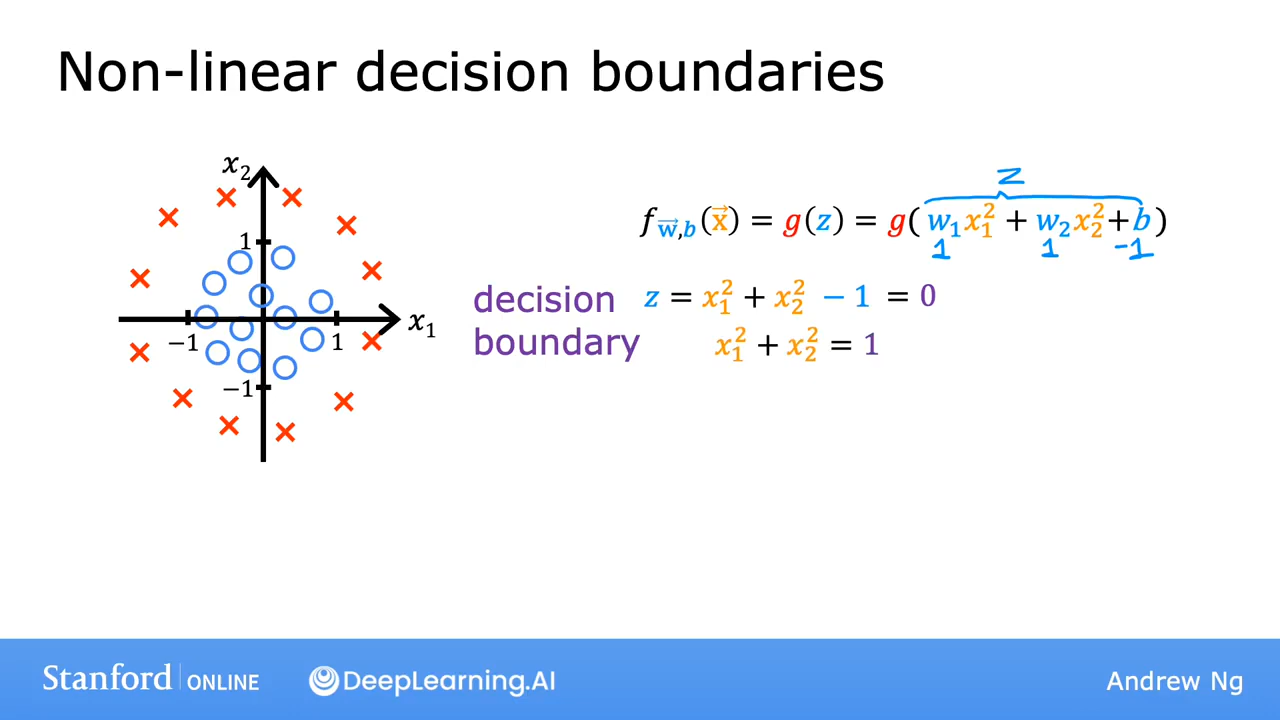 Non-linear decision boundaries
x₂
1
−1
1
x₁
−1
z
f_{w⃗,b}(x⃗) = g(z) = g(w₁x₁² + w₂x₂² + b)
1 1 -1
decision boundary
z = x₁² + x₂² − 1 = 0
x₁² + x₂² = 1
Stanford ONLINE
DeepLearning.AI
Andrew Ng